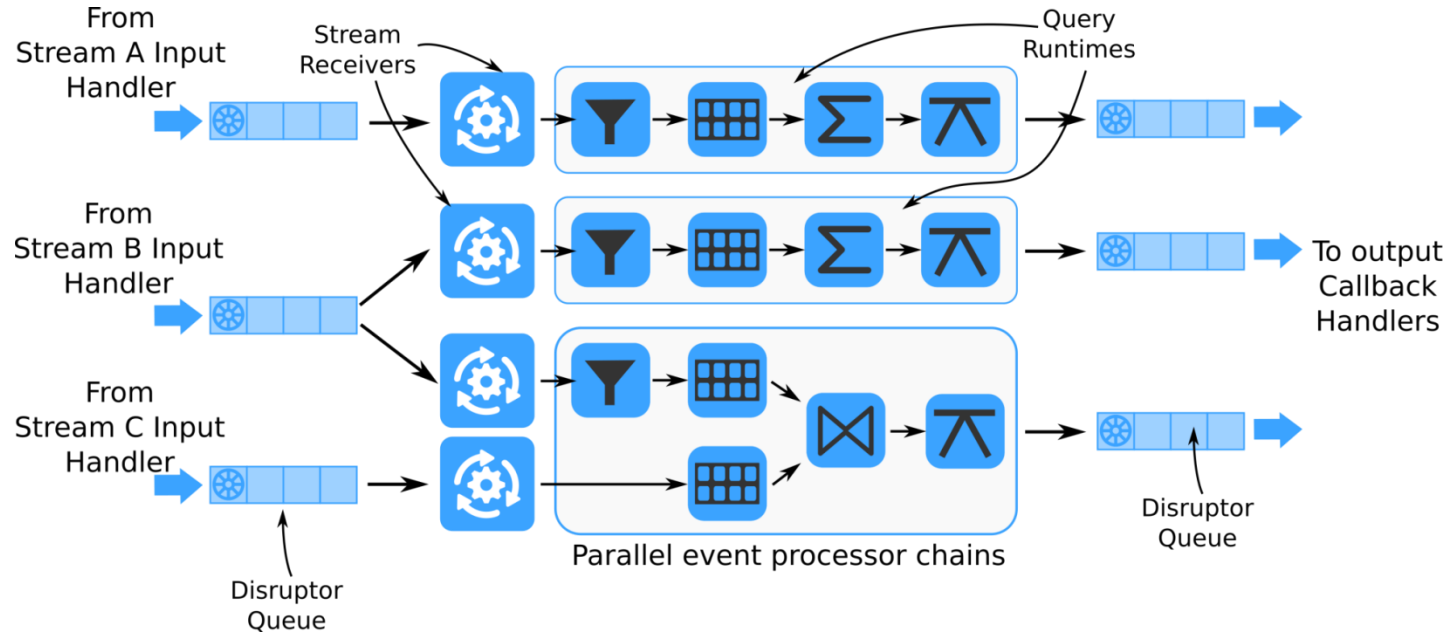 From
Stream A Input
Handler
Stream
Receivers
Query
Runtimes
From
Stream B Input
Handler
To output
Callback
Handlers
From
Stream C Input
Handler
Disruptor
Queue
Parallel event processor chains
Disruptor
Queue